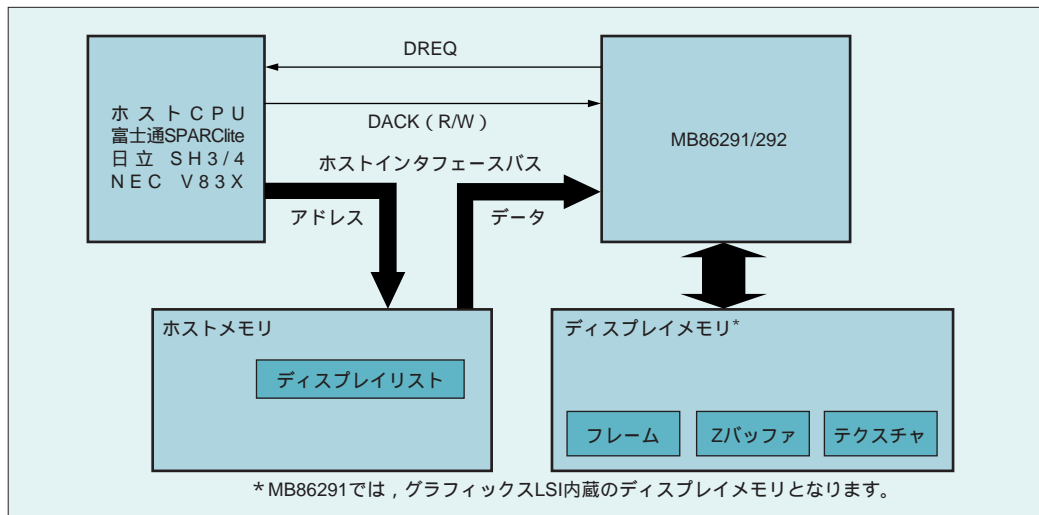 DREQ
ホストCPU
富士通SPARClite
日立 SH3/4
NEC V83X
DACK（R/W）
MB86291/292
ホストインタフェースバス
アドレス
データ
ホストメモリ
ディスプレイリスト
ディスプレイメモリ*
フレーム
Zバッファ
テクスチャ
*MB86291では，グラフィックスLSI内蔵のディスプレイメモリとなります。